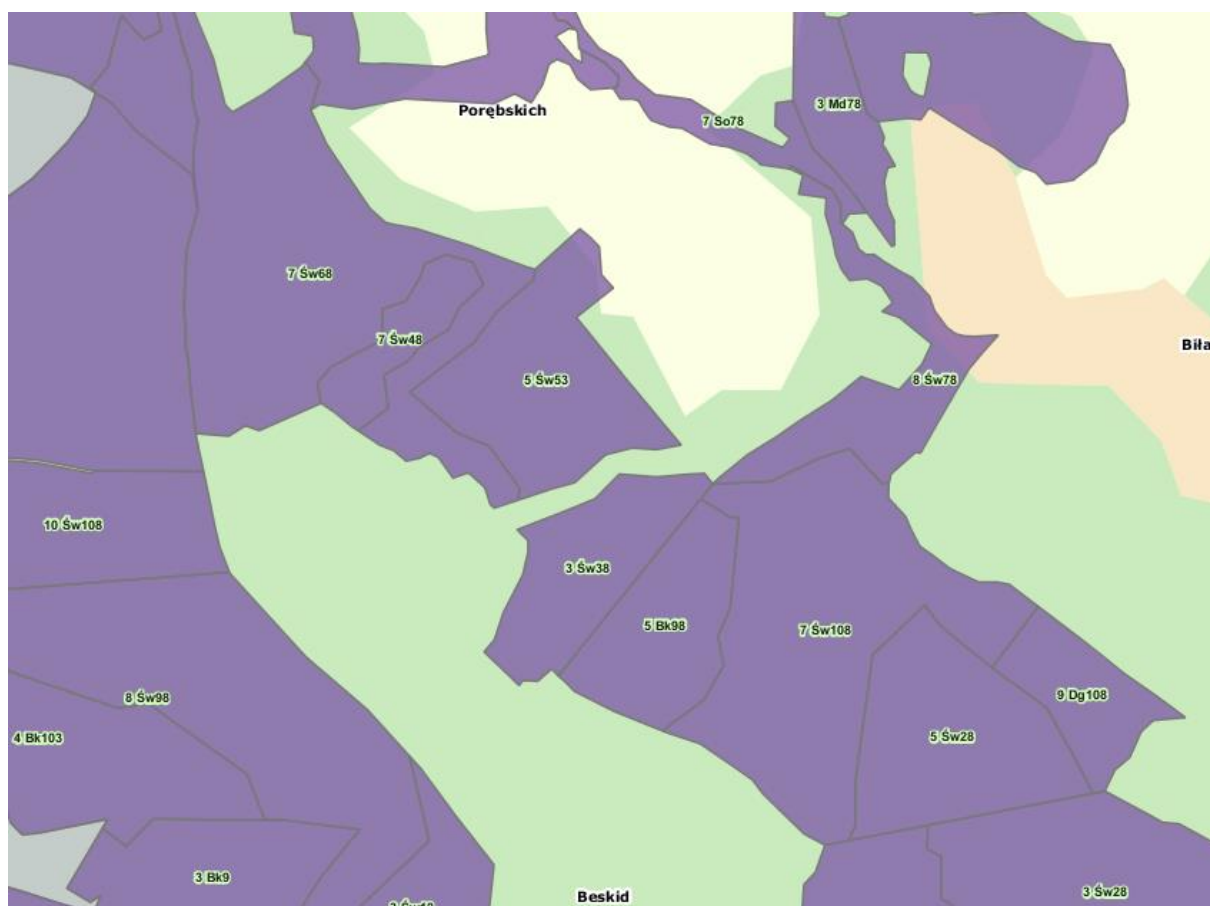 3 Md78
Porębskich
7 So78
7 Św68
7 Św48
Biła
5 Św53
8 Św78
10 Św108
3 Św38
5 Bk98
7 Św108
8 Św98
9 Dg108
4 Bk103
5 Św28
3 Bk9
3 Św28
Beskid